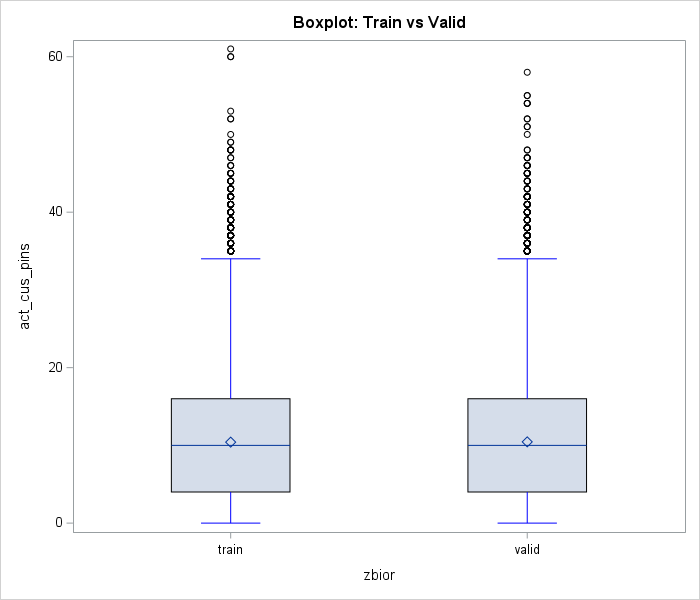 Boxplot: Train vs Valid
60
40
20
0
act_cus_pins
train
valid
zbior